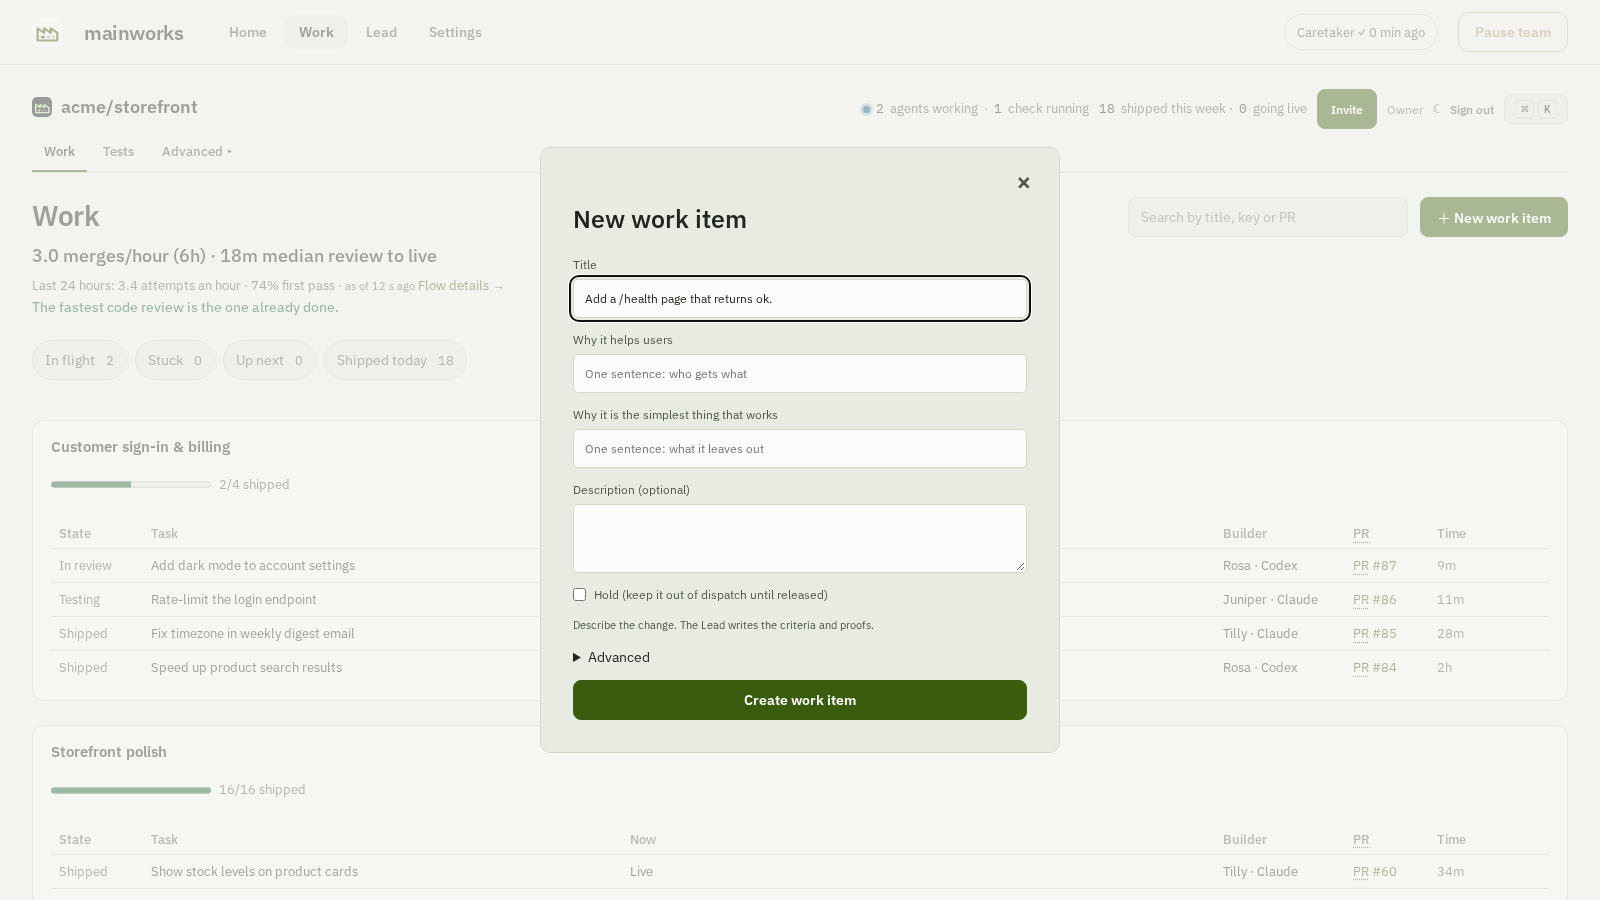 mainworks Home Work Lead Settings Caretaker ✓ 0 min ago Pause team
acme/storefront 2 agents working · 1 check running 18 shipped this week · 0 going live Invite Owner ☾ Sign out ⌘ K
Work Tests Advanced ▸
Work
Search by title, key or PR
+ New work item
3.0 merges/hour (6h) · 18m median review to live
Last 24 hours: 3.4 attempts an hour · 74% first pass · as of 12 s ago Flow details →
The fastest code review is the one already done.
In flight 2 Stuck 0 Up next 0 Shipped today 18
×
New work item
Title
Add a /health page that returns ok.
Why it helps users
One sentence: who gets what
Why it is the simplest thing that works
One sentence: what it leaves out
Description (optional)
Hold (keep it out of dispatch until released)
Describe the change. The Lead writes the criteria and proofs.
▶ Advanced
Create work item
Customer sign-in & billing
2/4 shipped
State Task Builder PR Time
In review Add dark mode to account settings Rosa · Codex PR #87 9m
Testing Rate-limit the login endpoint Juniper · Claude PR #86 11m
Shipped Fix timezone in weekly digest email Tilly · Claude PR #85 28m
Shipped Speed up product search results Rosa · Codex PR #84 2h
Storefront polish
16/16 shipped
State Task Now Builder PR Time
Shipped Show stock levels on product cards Live Tilly · Claude PR #60 34m